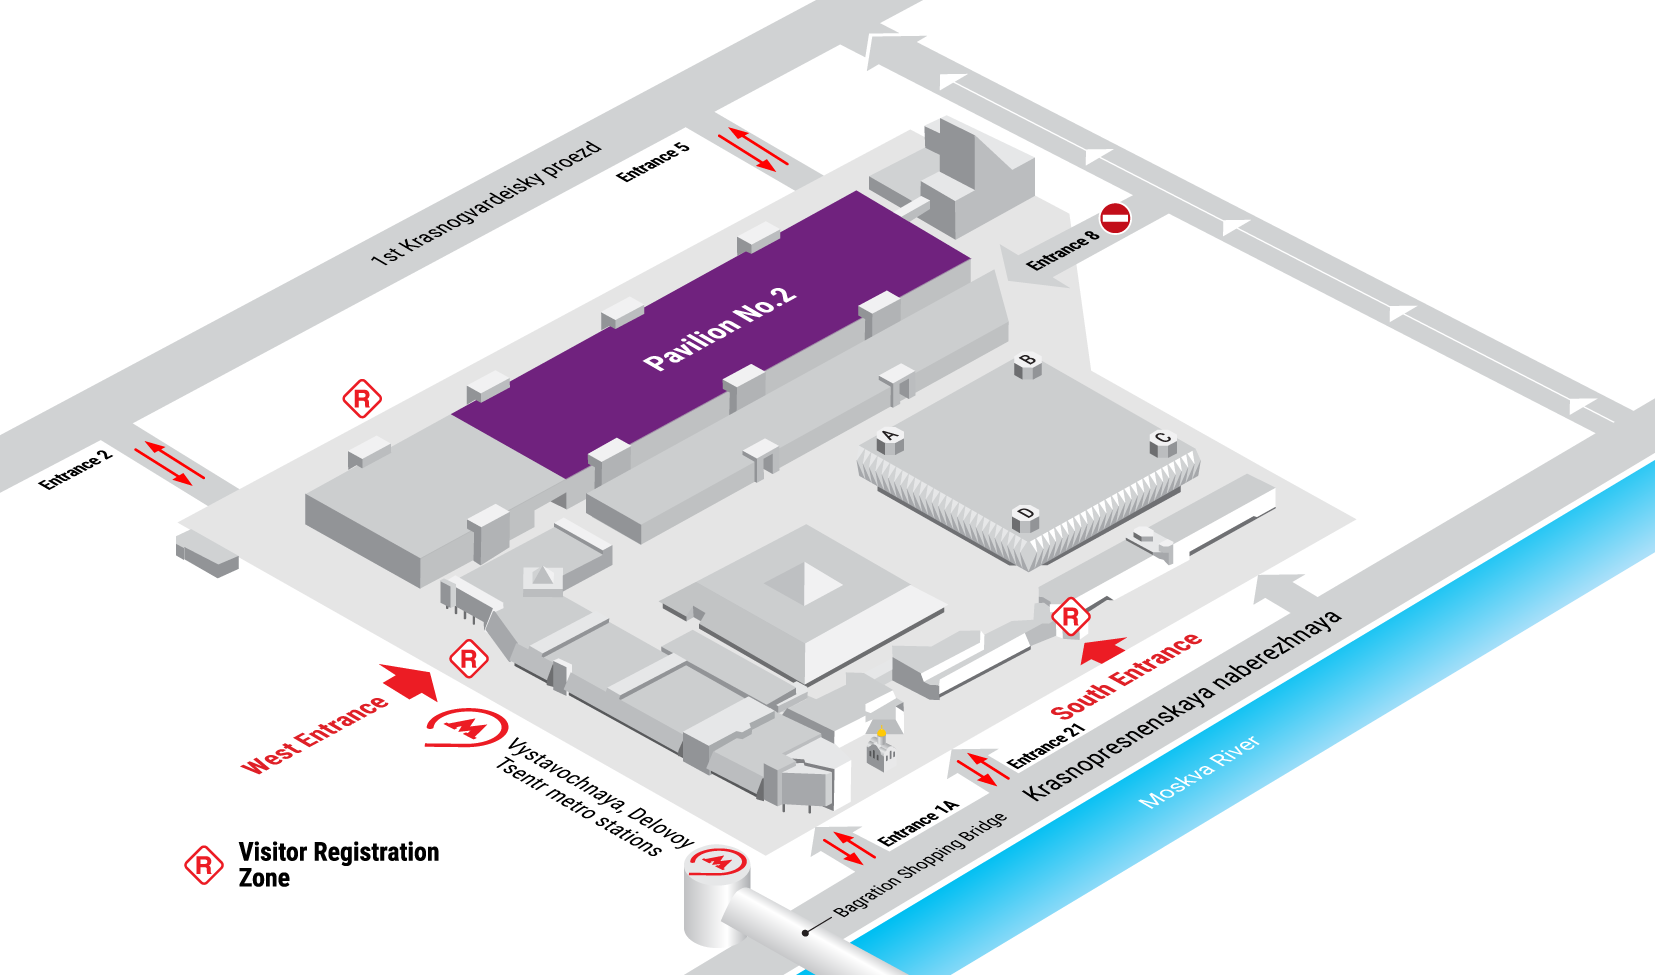 1st Krasnogvardeisky proezd
Entrance 5
Entrance 8
Pavilion No.2
B
R
A
C
Entrance 2
D
R
R
South Entrance
West Entrance
Krasnopresnenskaya naberezhnaya
Entrance 21
Moskva River
Vystavochnaya, Delovoy
Tsentr metro stations
Entrance 1A
Bagration Shopping Bridge
R
Visitor Registration
Zone